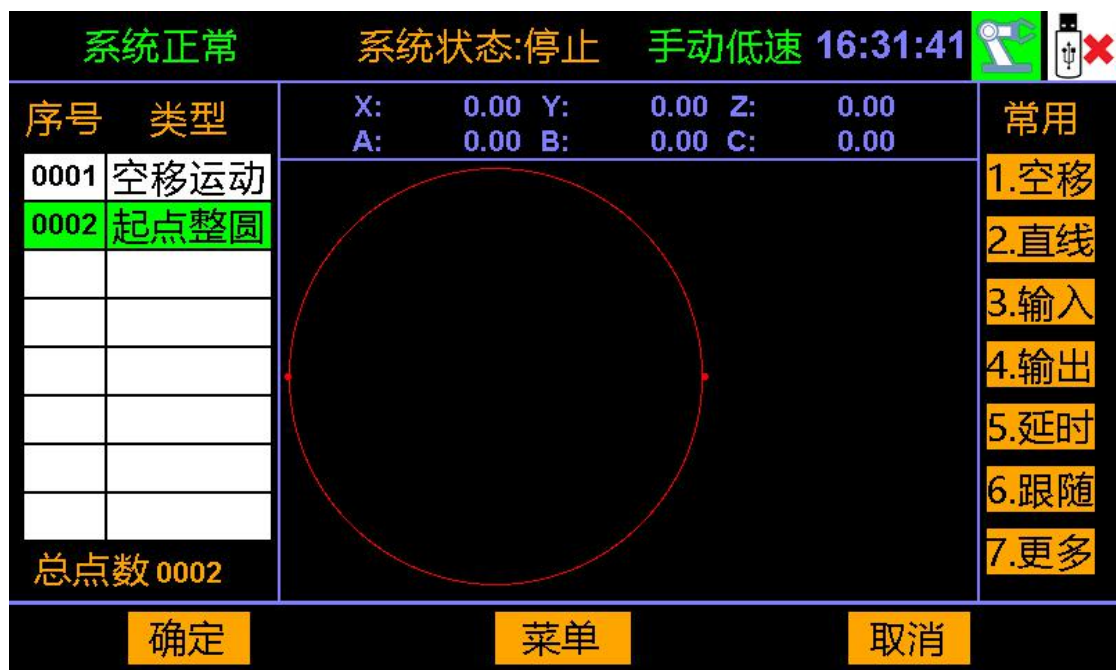 系统正常 系统状态:停止 手动低速 16:31:41
序号 类型
X: 0.00 Y: 0.00 Z: 0.00
A: 0.00 B: 0.00 C: 0.00
常用
0001 空移运动
0002 起点整圆
总点数 0002
1.空移
2.直线
3.输入
4.输出
5.延时
6.跟随
7.更多
确定 菜单 取消